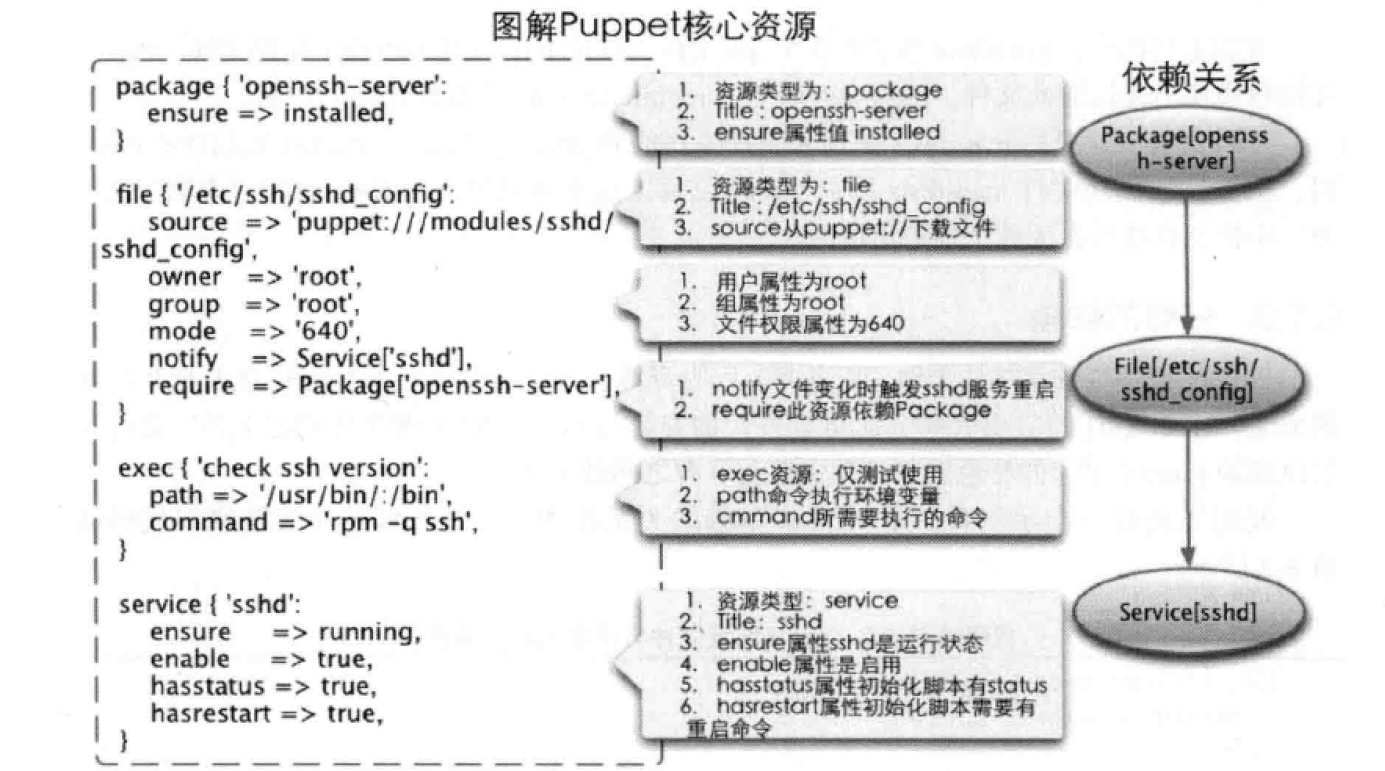 图解Puppet核心资源
package { 'openssh-server':
ensure => installed,
}
file { '/etc/ssh/sshd_config':
source => 'puppet:///modules/sshd/
sshd_config',
owner => 'root',
group => 'root',
mode => '640',
notify => Service['sshd'],
require => Package['openssh-server'],
}
exec { 'check ssh version':
path => '/usr/bin/:/bin',
command => 'rpm -q ssh',
}
service { 'sshd':
ensure => running,
enable => true,
hasstatus => true,
hasrestart => true,
}
1. 资源类型为：package
2. Title : openssh-server
3. ensure属性值 installed
1. 资源类型为：file
2. Title : /etc/ssh/sshd_config
3. source从puppet://下载文件
1. 用户属性为root
2. 组属性为root
3. 文件权限属性为640
1. notify文件变化时触发sshd服务重启
2. require此资源依赖Package
1. exec资源：仅测试使用
2. path命令执行环境变量
3. cmmand所需要执行的命令
1. 资源类型：service
2. Title：sshd
3. ensure属性sshd是运行状态
4. enable属性是启用
5. hasstatus属性初始化脚本有status
6. hasrestart属性初始化脚本需要有
重启命令
依赖关系
Package[openss
h-server]
File[/etc/ssh/
sshd_config]
Service[sshd]